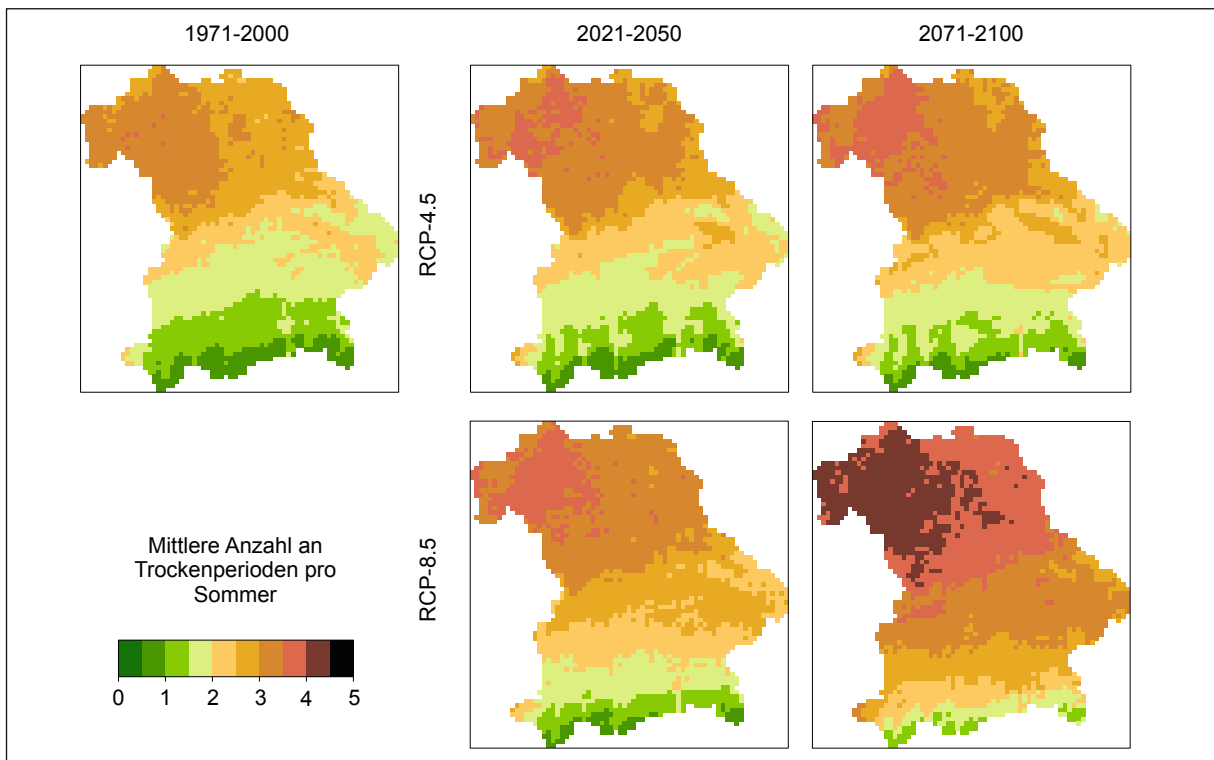 1971-2000
2021-2050
2071-2100
RCP-4.5
RCP-8.5
Mittlere Anzahl an
Trockenperioden pro
Sommer
0 1 2 3 4 5